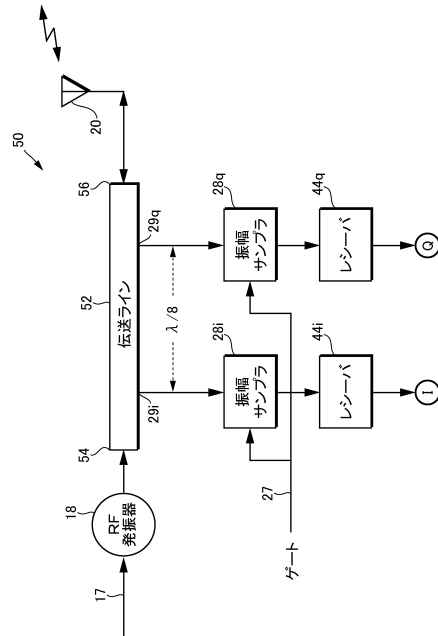 50
20
56
52
54
伝送ライン
18
RF
発振器
17
29q
29i
λ/8
28q
振幅
サンプラ
28i
振幅
サンプラ
27
ゲート
44q
レシーバ
44i
レシーバ
Q
I